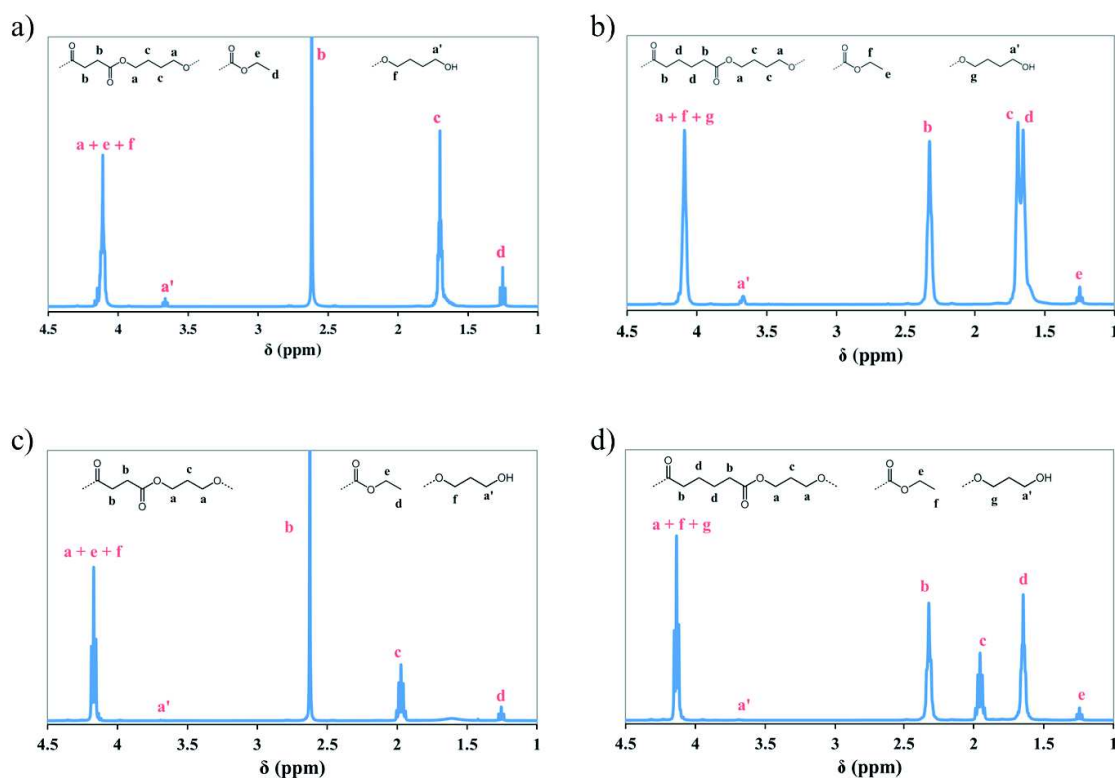 a)
O b c a b O e O
b O a c a O a O d f O OH a'
O
b
a + e + f
c
a'
d
4.5 4 3.5 3 2.5 2 1.5 1
δ (ppm)
b)
O d b c a f O a'
b d O a c O O e O g OH
O
a + f + g
b
c d
a'
e
4.5 4 3.5 3 2.5 2 1.5 1
δ (ppm)
c)
O b c O e
b O a a O O d O f a' OH
O
b
a + e + f
c
a'
d
4.5 4 3.5 3 2.5 2 1.5 1
δ (ppm)
d)
O d b c O e
b d O a a O O f O g a' OH
O
a + f + g
b
c
d
a'
e
4.5 4 3.5 3 2.5 2 1.5 1
δ (ppm)